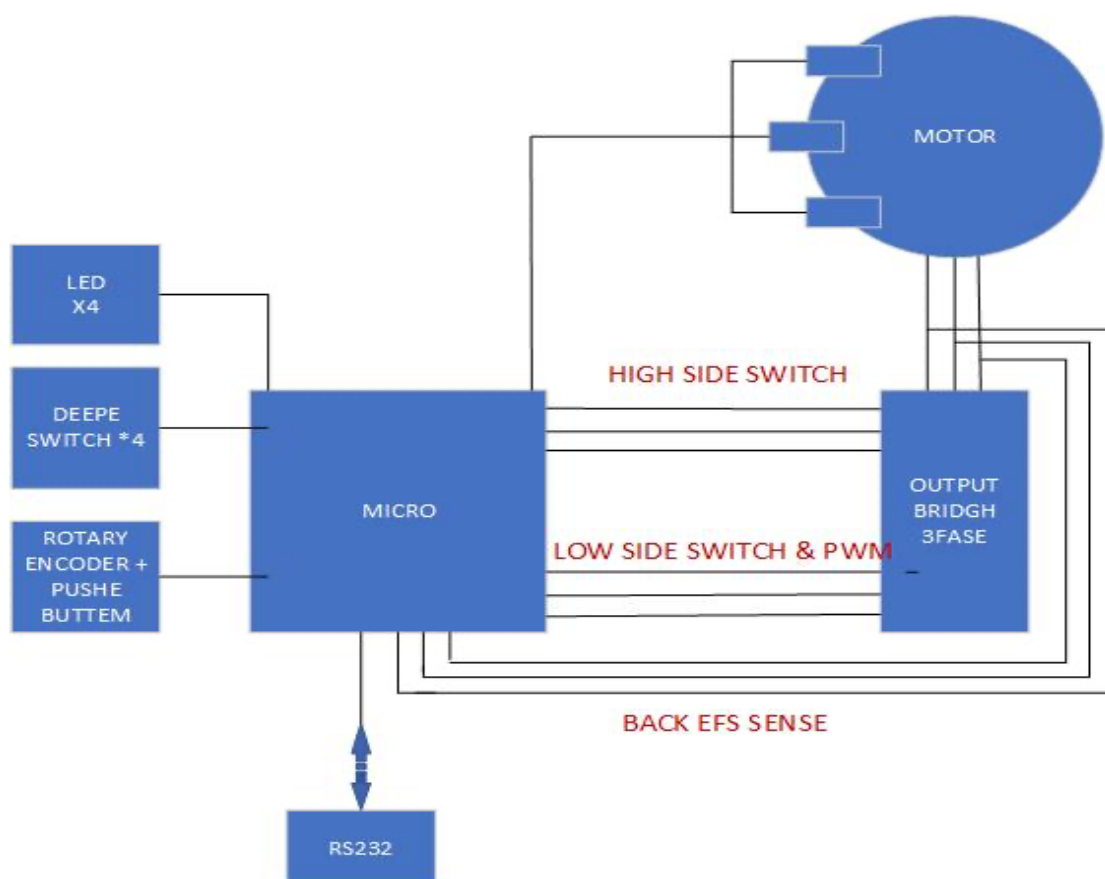 MOTOR
LED
X4
HIGH SIDE SWITCH
DEEPE
SWITCH *4
MICRO
OUTPUT
BRIDGH
3FASE
LOW SIDE SWITCH & PWM
ROTARY
ENCODER +
PUSHE
BUTTEM
BACK EFS SENSE
RS232